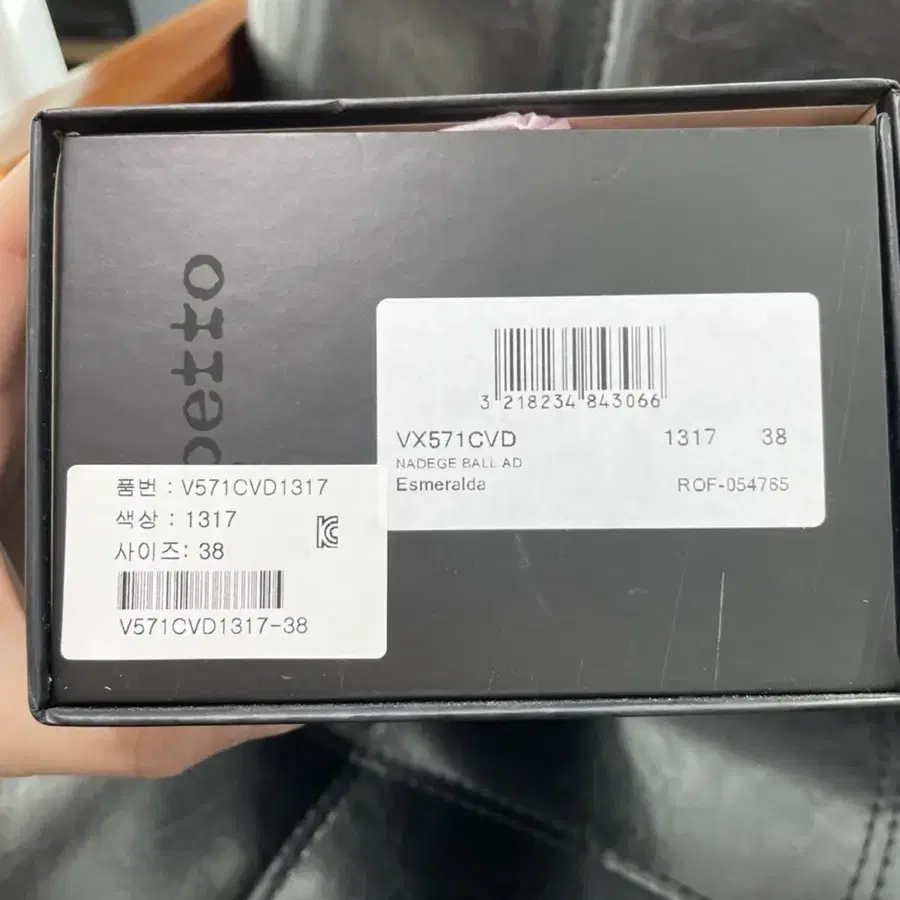 petto
3 218234 843066
VX571CVD 1317 38
NADEGE BALL AD
Esmeralda ROF-054765
품번 : V571CVD1317
색상 : 1317
사이즈: 38
V571CVD1317-38